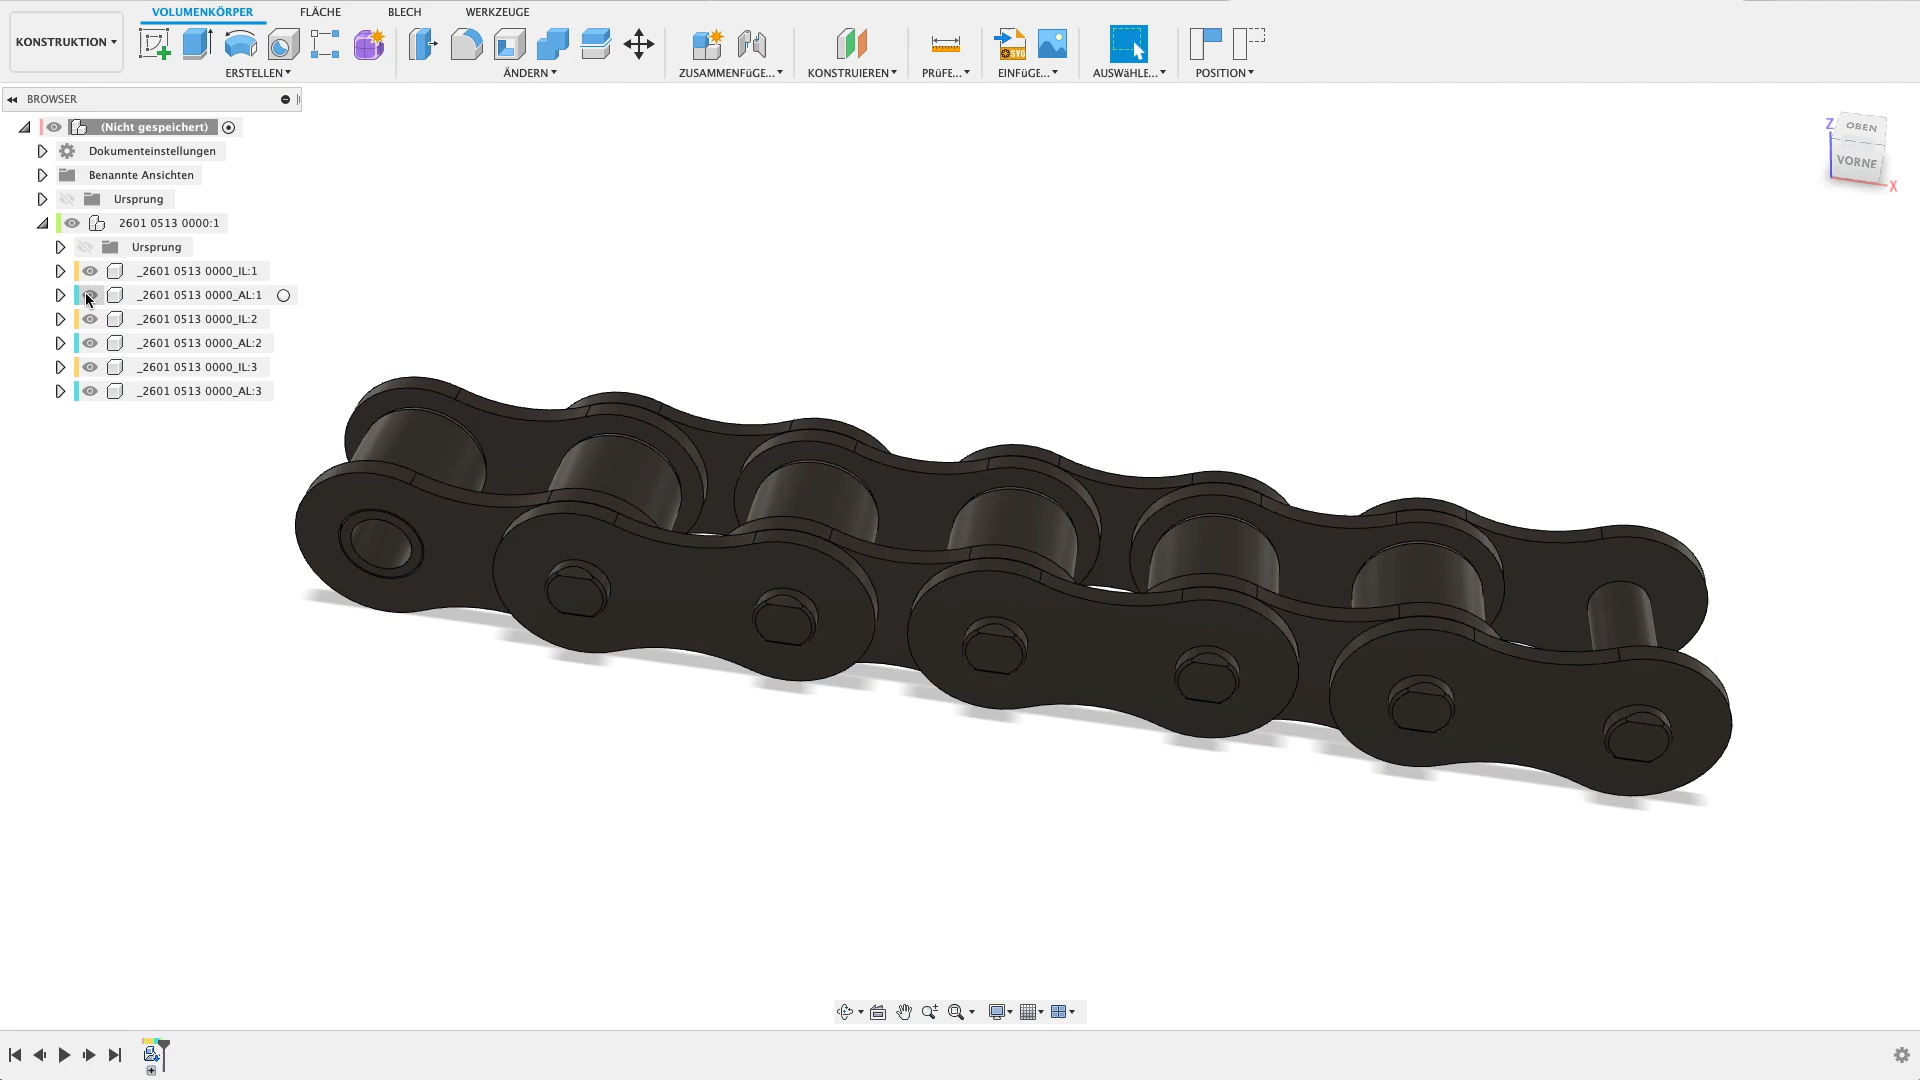 VOLUMENKÖRPER FLÄCHE BLECH WERKZEUGE
KONSTRUKTION
SVG
ERSTELLEN ÄNDERN ZUSAMMENFÜGE... KONSTRUIEREN PRÜFE... EINFÜGE... AUSWÄHLE... POSITION
BROWSER
(Nicht gespeichert)
Dokumenteinstellungen
Benannte Ansichten
Ursprung
2601 0513 0000:1
Ursprung
_2601 0513 0000_IL:1
_2601 0513 0000_AL:1
_2601 0513 0000_IL:2
_2601 0513 0000_AL:2
_2601 0513 0000_IL:3
_2601 0513 0000_AL:3
Z OBEN
VORNE
X